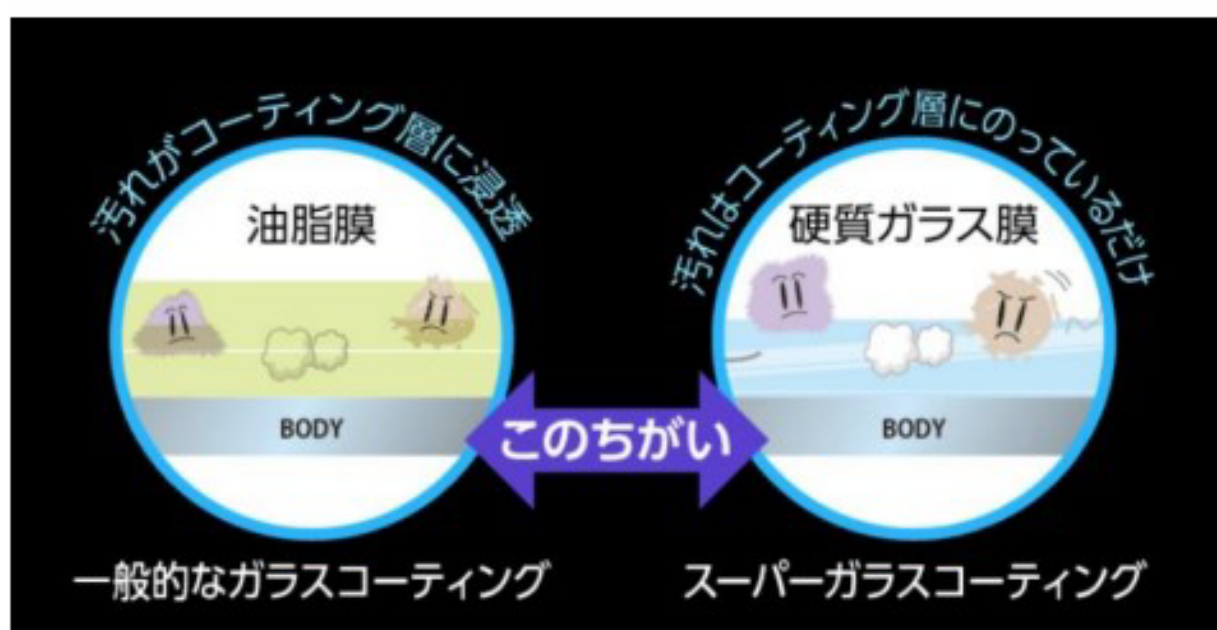 汚れがコーティング層に浸透
油脂膜
BODY
一般的なガラスコーティング
このちがい
汚れはコーティング層にのっているだけ
硬質ガラス膜
BODY
スーパーガラスコーティング